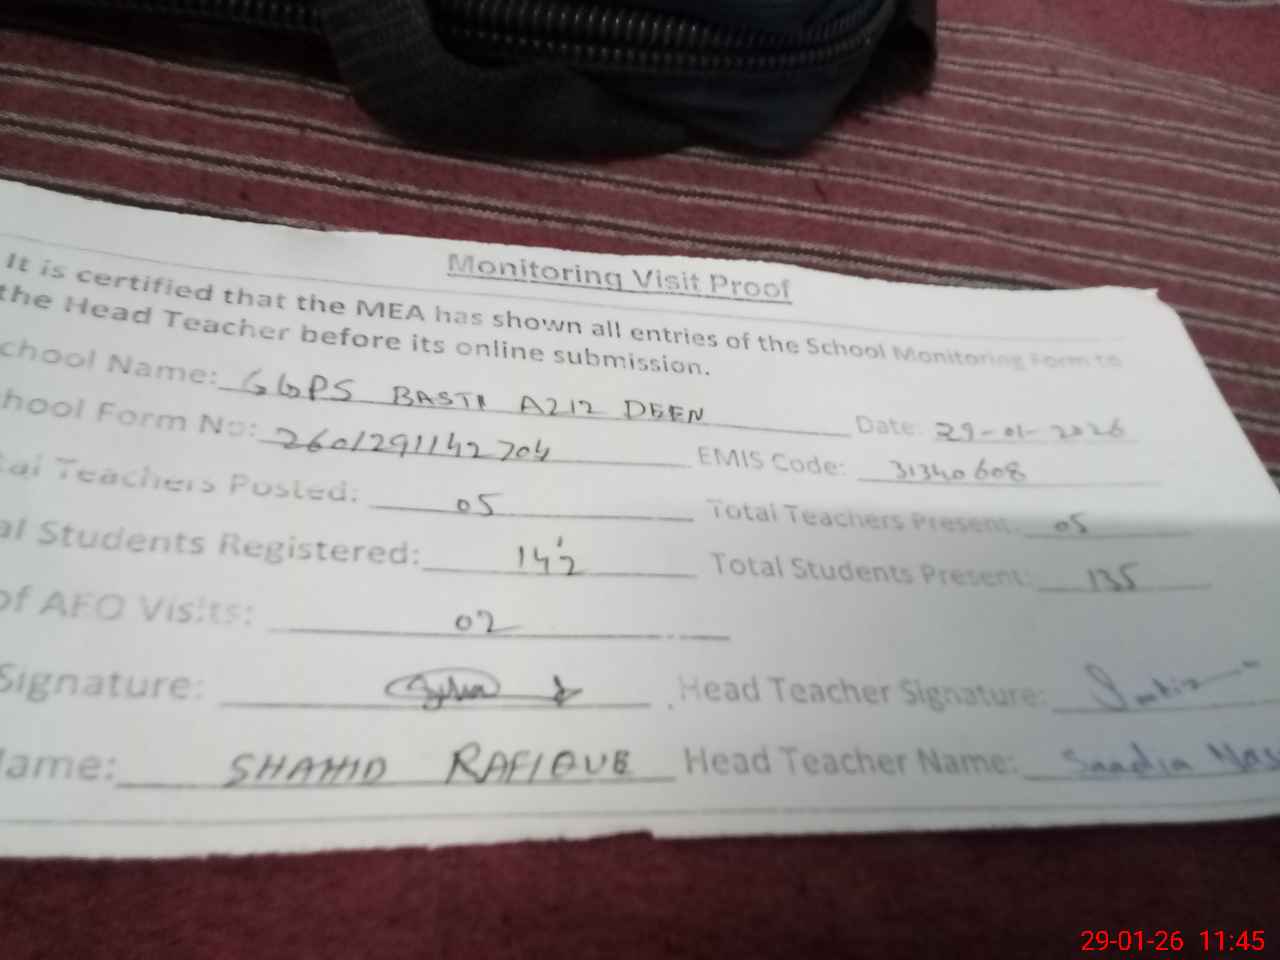 Monitoring Visit Proof
It is certified that the MEA has shown all entries of the School Monitoring Form to
the Head Teacher before its online submission.
chool Name: GGPS BASTI AZIZ DEEN Date: 29-01-2026
hool Form No: 2601291142704 EMIS Code: 31340608
tal Teachers Posted: 05 Total Teachers Present: 05
al Students Registered: 142 Total Students Present: 135
of AEO Visits: 02
Signature: Head Teacher Signature:
ame: SHAHID RAFIQUE Head Teacher Name: Saadia Nas
29-01-26 11:45